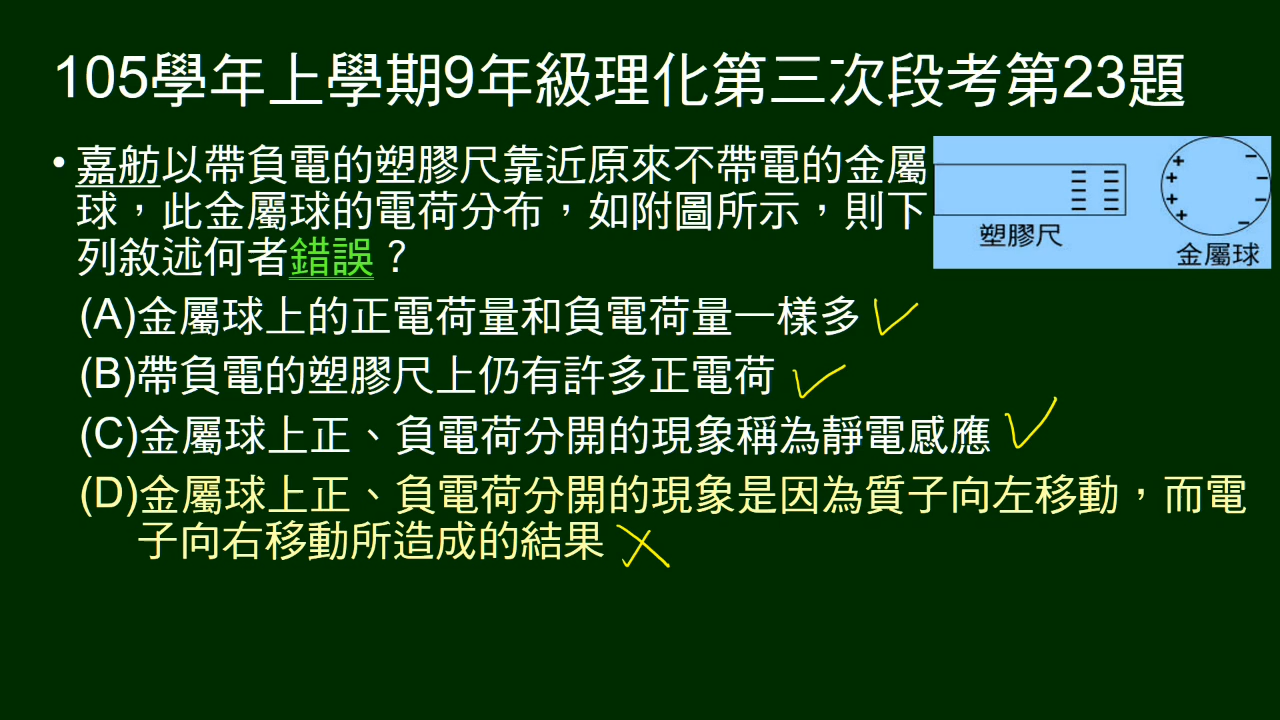 105學年上學期9年級理化第三次段考第23題
• 嘉舫以帶負電的塑膠尺靠近原來不帶電的金屬
球，此金屬球的電荷分布，如附圖所示，則下
列敘述何者錯誤？
塑膠尺
金屬球
(A)金屬球上的正電荷量和負電荷量一樣多
(B)帶負電的塑膠尺上仍有許多正電荷
(C)金屬球上正、負電荷分開的現象稱為靜電感應
(D)金屬球上正、負電荷分開的現象是因為質子向左移動，而電
子向右移動所造成的結果